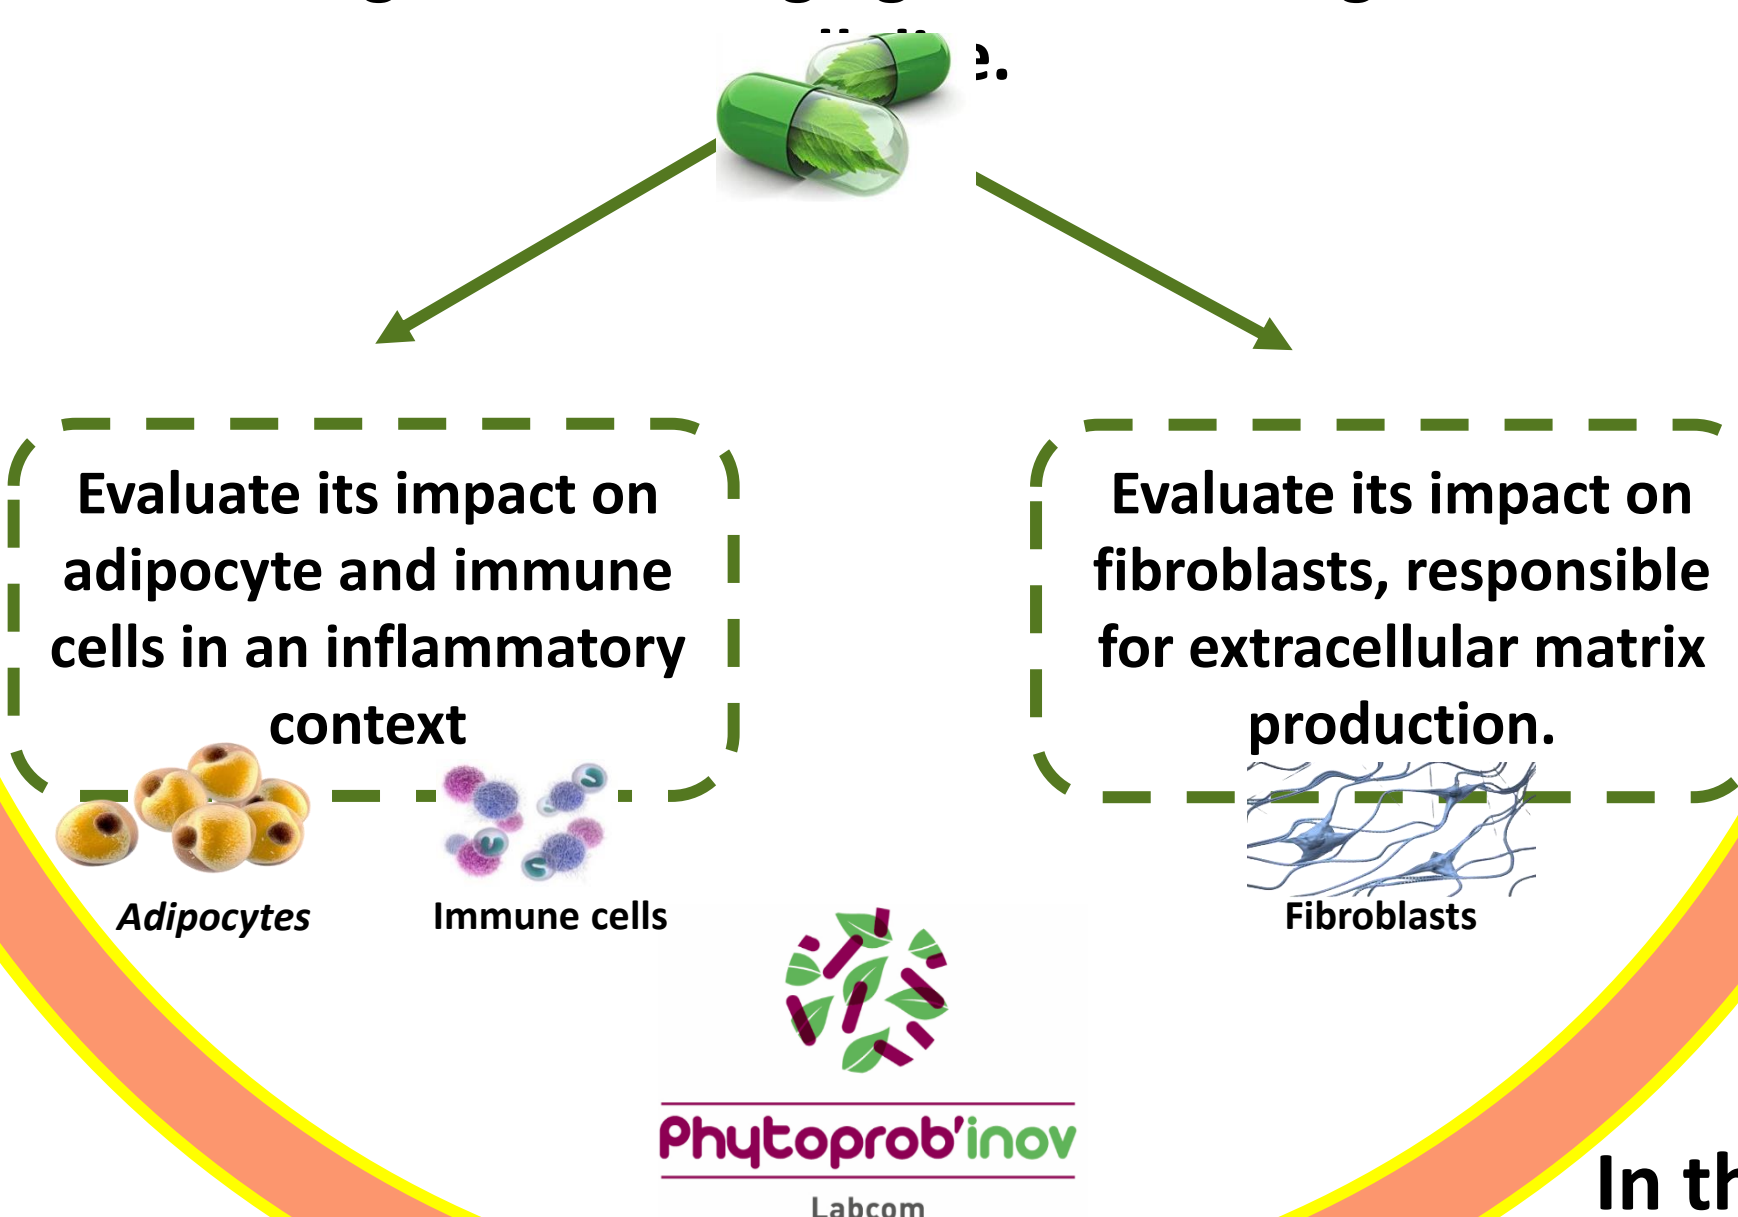 Evaluate its impact on
adipocyte and immune
cells in an inflammatory
context
Adipocytes
Immune cells
Evaluate its impact on
fibroblasts, responsible
for extracellular matrix
production.
Fibroblasts
Phytoprob'inov
Labcom
In